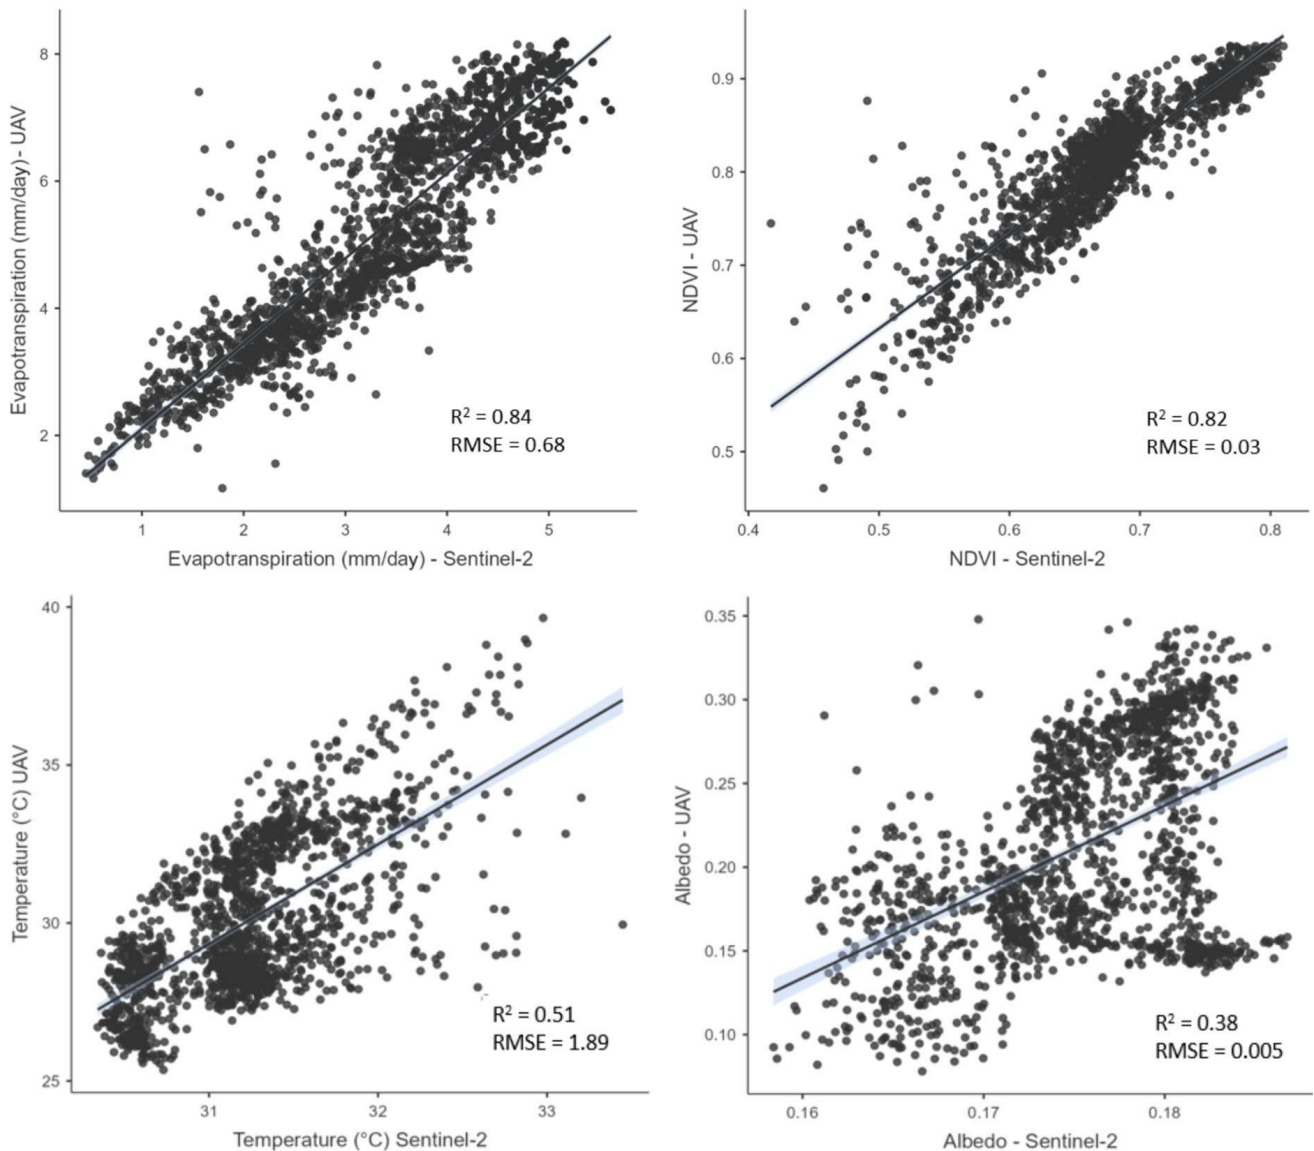 Evapotranspiration (mm/day) - UAV
8
6
4
2
R² = 0.84
RMSE = 0.68
1 2 3 4 5
Evapotranspiration (mm/day) - Sentinel-2
NDVI - UAV
0.9
0.8
0.7
0.6
0.5
R² = 0.82
RMSE = 0.03
0.4 0.5 0.6 0.7 0.8
NDVI - Sentinel-2
Temperature (°C) UAV
40
35
30
25
R² = 0.51
RMSE = 1.89
31 32 33
Temperature (°C) Sentinel-2
Albedo - UAV
0.35
0.30
0.25
0.20
0.15
0.10
R² = 0.38
RMSE = 0.005
0.16 0.17 0.18
Albedo - Sentinel-2